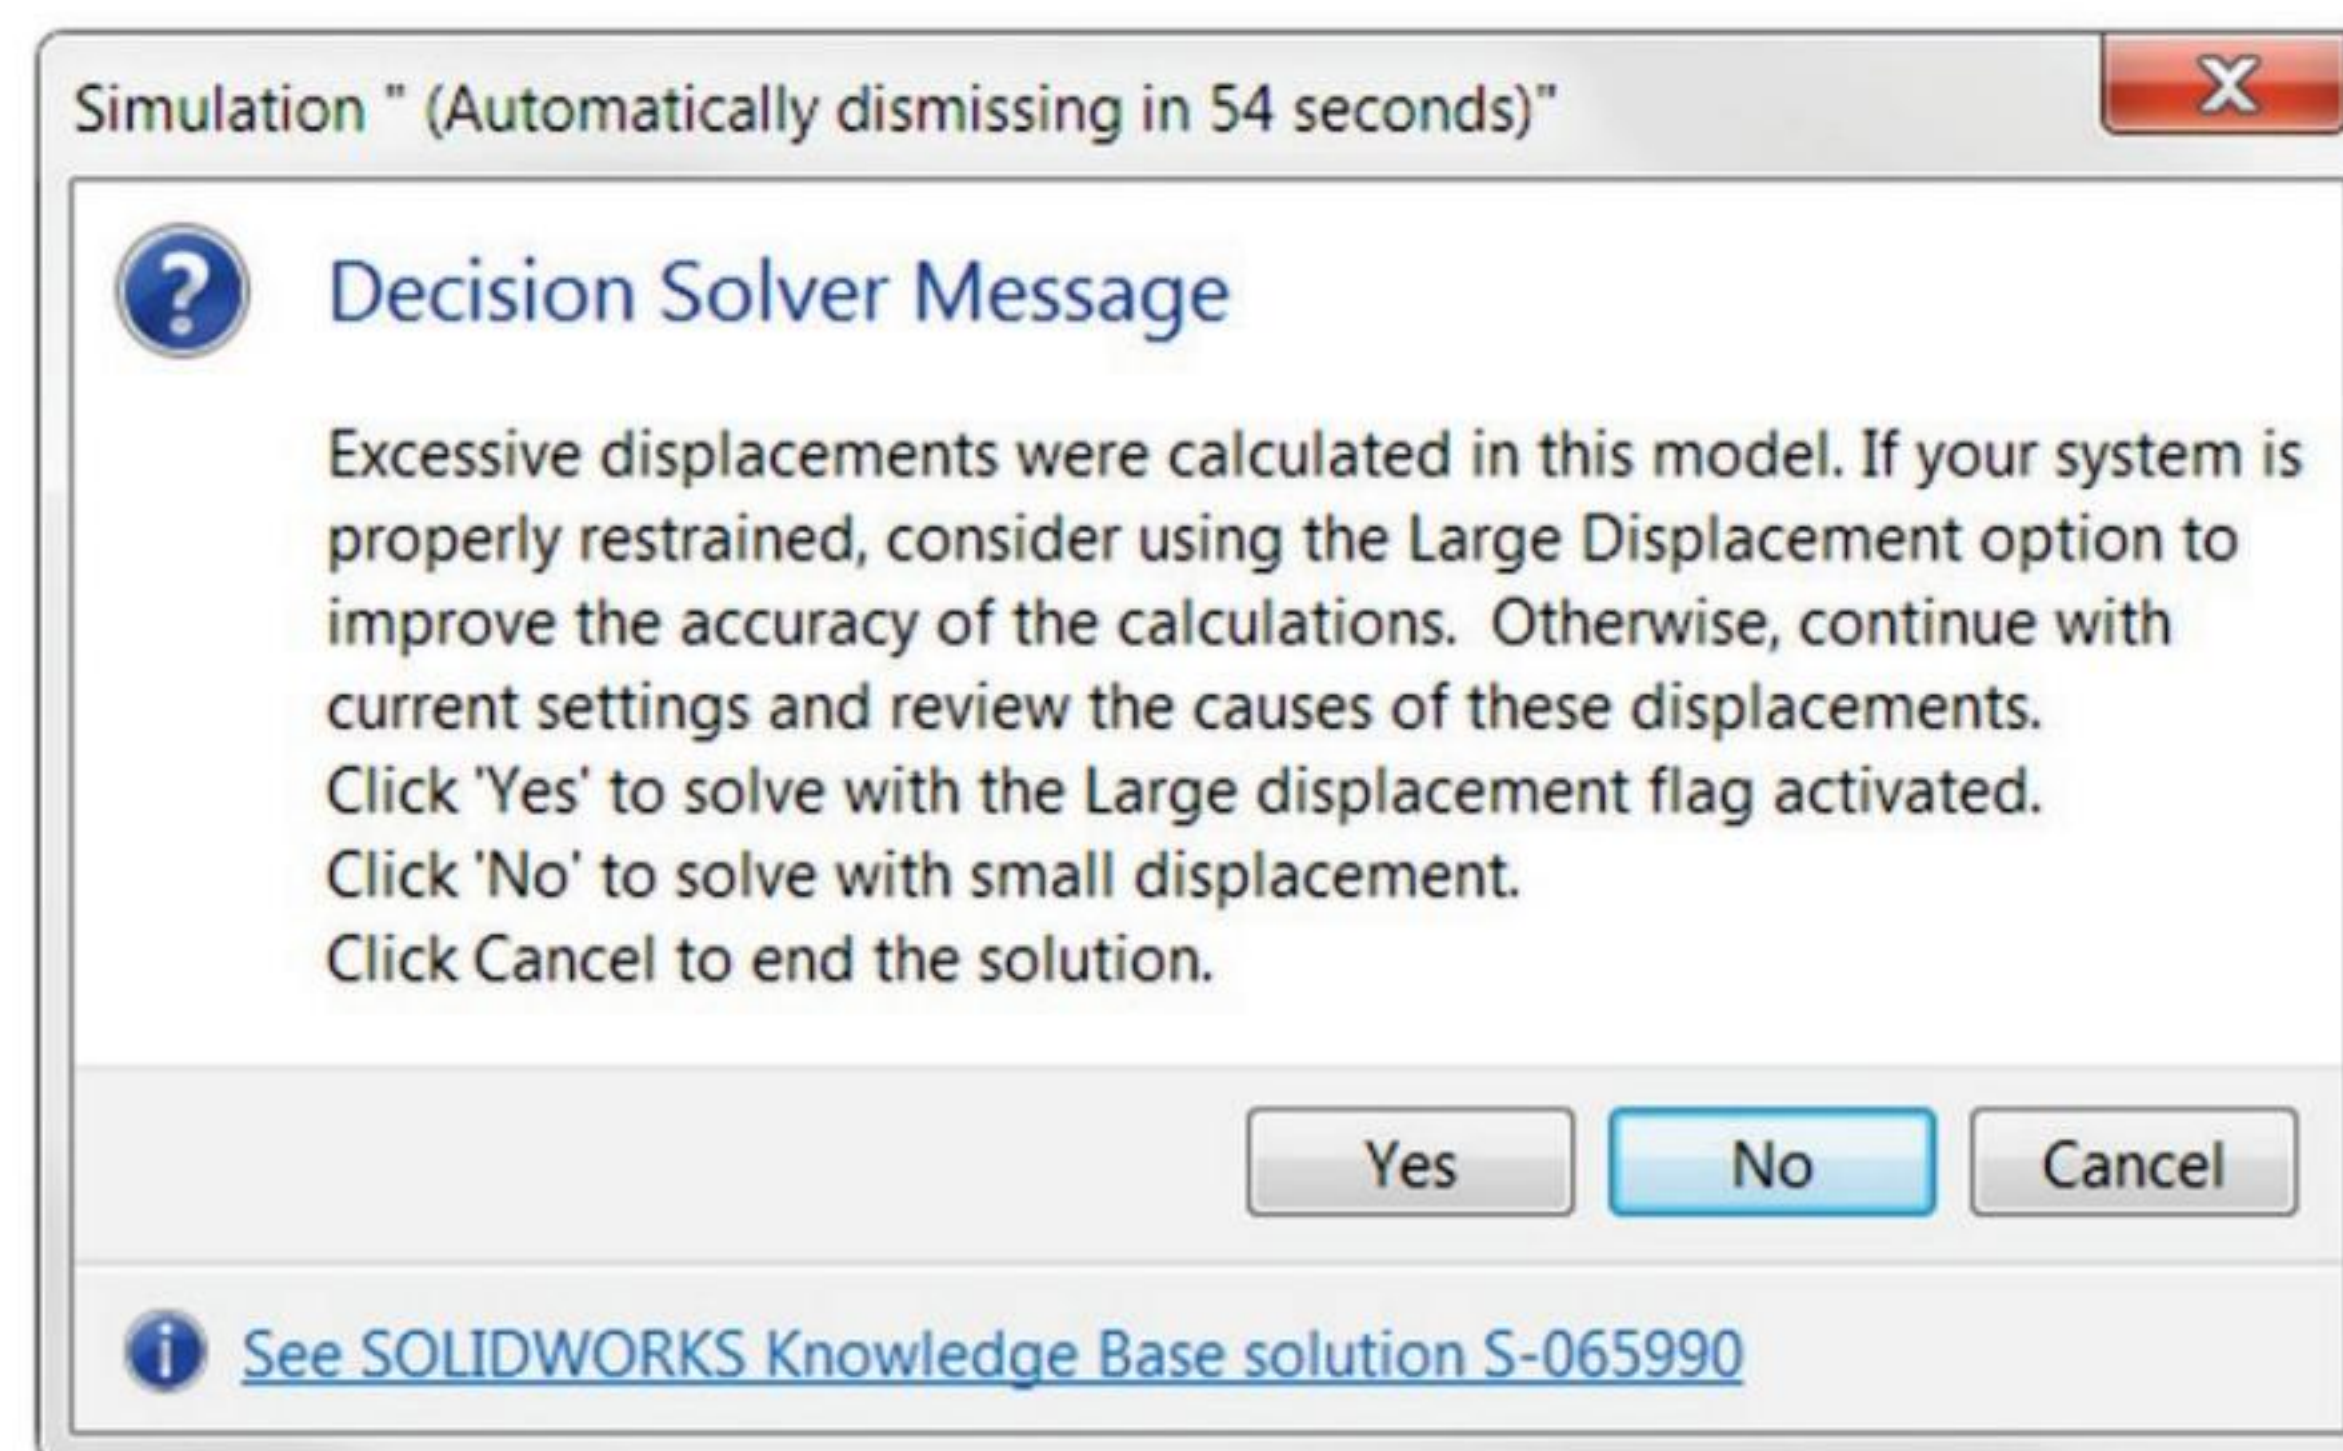 Simulation " (Automatically dismissing in 54 seconds)"
Decision Solver Message
Excessive displacements were calculated in this model. If your system is
properly restrained, consider using the Large Displacement option to
improve the accuracy of the calculations.  Otherwise, continue with
current settings and review the causes of these displacements.
Click 'Yes' to solve with the Large displacement flag activated.
Click 'No' to solve with small displacement.
Click Cancel to end the solution.
Yes No Cancel
See SOLIDWORKS Knowledge Base solution S-065990